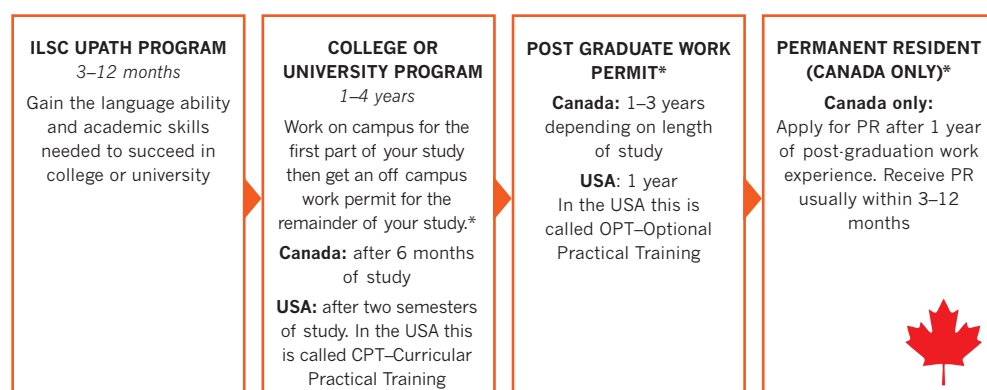 ILSC UPATH PROGRAM
3–12 months
Gain the language ability
and academic skills
needed to succeed in
college or university
COLLEGE OR
UNIVERSITY PROGRAM
1–4 years
Work on campus for the
first part of your study
then get an off campus
work permit for the
remainder of your study.*
Canada: after 6 months
of study
USA: after two semesters
of study. In the USA this
is called CPT–Curricular
Practical Training
POST GRADUATE WORK
PERMIT*
Canada: 1–3 years
depending on length
of study
USA: 1 year
In the USA this is
called OPT–Optional
Practical Training
PERMANENT RESIDENT
(CANADA ONLY)*
Canada only:
Apply for PR after 1 year
of post-graduation work
experience. Receive PR
usually within 3–12
months